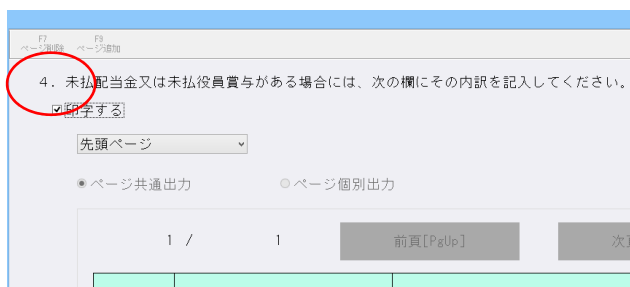 F7 F8
ページ削除 ページ追加
4. 未払配当金又は未払役員賞与がある場合には、次の欄にその内訳を記入してください。
印字する
先頭ページ
ページ共通出力 ページ個別出力
1 / 1 前頁[PgUp] 次